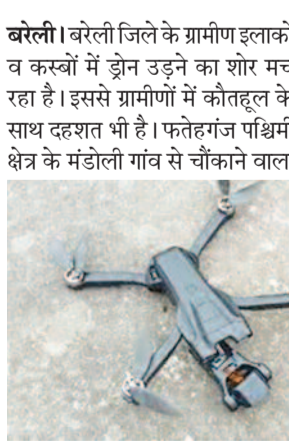 बरेली। बरेली जिले के ग्रामीण इलाको
व कस्बों में ड्रोन उड़ने का शोर मच
रहा है। इससे ग्रामीणों में कौतहूल के
साथ दहशत भी है। फतेहगंज पश्चिमी
क्षेत्र के मंडोली गांव से चौंकाने वाल